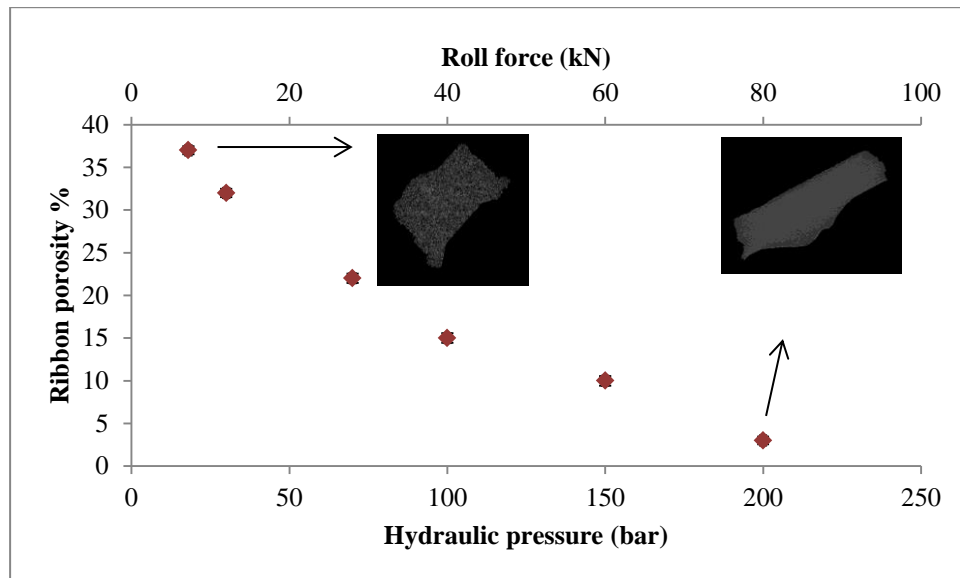 Roll force (kN)
0 20 40 60 80 100
40
35
30
25
20
15
10
5
0
Ribbon porosity %
0 50 100 150 200 250
Hydraulic pressure (bar)